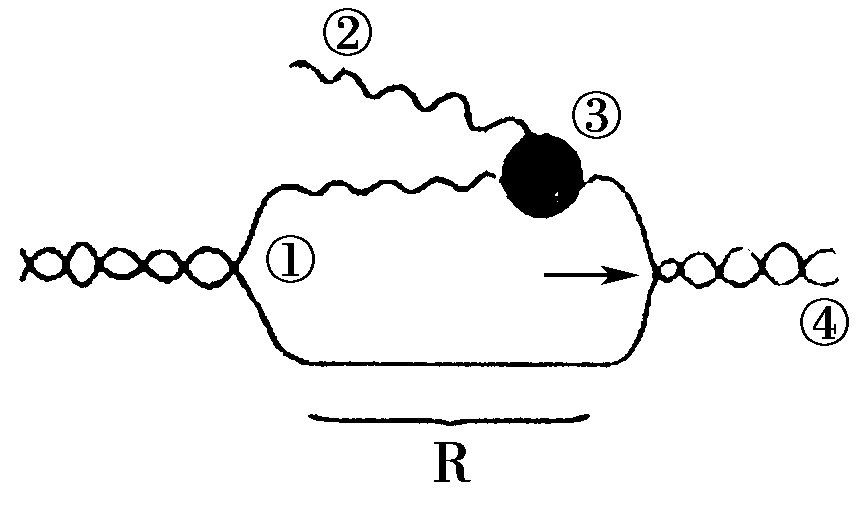 ②
③
①
④
R